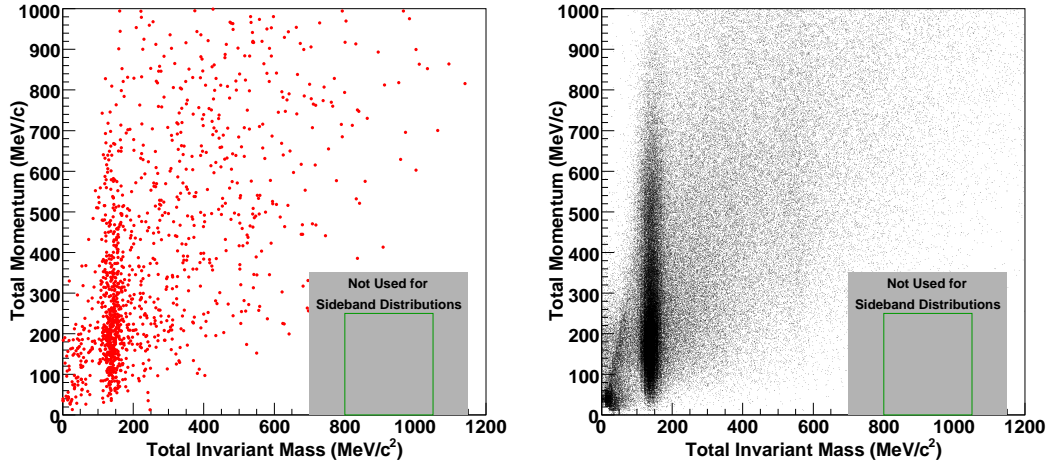 1000
900
800
700
600
500
400
300
200
100
0
Total Momentum (MeV/c)
Not Used for
Sideband Distributions
0 200 400 600 800 1000 1200
Total Invariant Mass (MeV/c²)
1000
900
800
700
600
500
400
300
200
100
0
Total Momentum (MeV/c)
Not Used for
Sideband Distributions
0 200 400 600 800 1000 1200
Total Invariant Mass (MeV/c²)